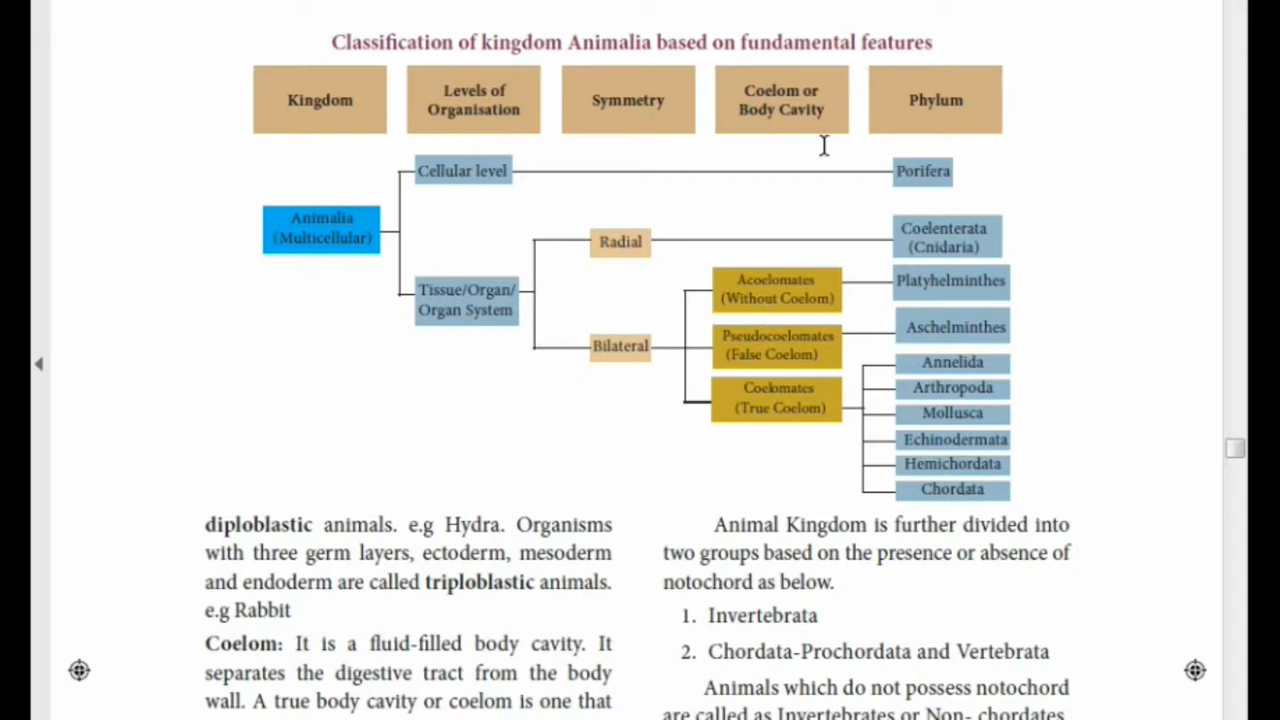 Classification of kingdom Animalia based on fundamental features
Kingdom
Levels of
Organisation
Symmetry
Coelom or
Body Cavity
Phylum
Cellular level
Porifera
Animalia
(Multicellular)
Coelenterata
(Cnidaria)
Radial
Tissue/Organ/
Organ System
Acoelomates
(Without Coelom)
Platyhelminthes
Bilateral
Pseudocoelomates
(False Coelom)
Aschelminthes
Coelomates
(True Coelom)
Annelida
Arthropoda
Mollusca
Echinodermata
Hemichordata
Chordata
diploblastic animals. e.g Hydra. Organisms
with three germ layers, ectoderm, mesoderm
and endoderm are called triploblastic animals.
e.g Rabbit
Coelom: It is a fluid-filled body cavity. It
separates the digestive tract from the body
wall. A true body cavity or coelom is one that
Animal Kingdom is further divided into
two groups based on the presence or absence of
notochord as below.
1. Invertebrata
2. Chordata-Prochordata and Vertebrata
Animals which do not possess notochord
are called as Invertebrates or Non- chordates.